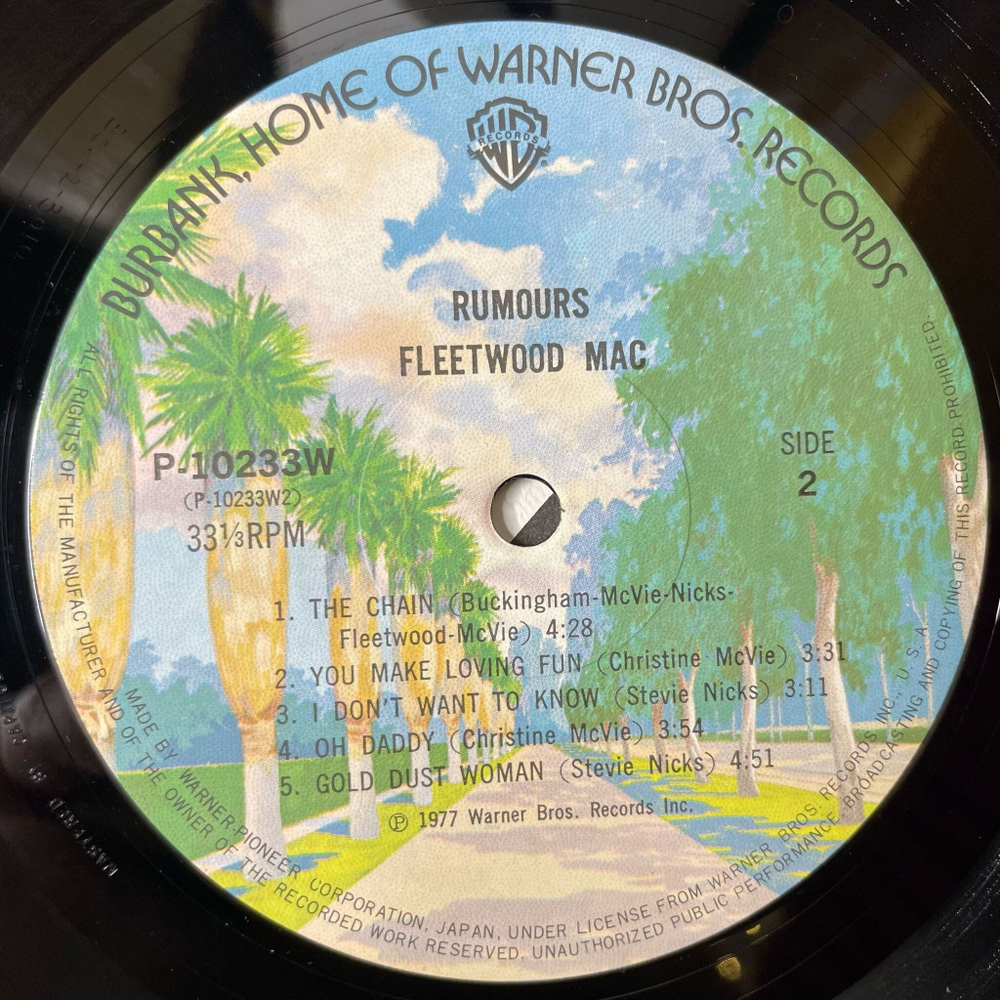 BURBANK, HOME OF WARNER BROS. RECORDS
WB
RECORDS
®
RUMOURS
FLEETWOOD MAC
P-10233W
(P-10233W2)
33⅓RPM
SIDE
2
1. THE CHAIN (Buckingham-McVie-Nicks-
Fleetwood-McVie) 4:28
2. YOU MAKE LOVING FUN (Christine McVie) 3:31
3. I DON'T WANT TO KNOW (Stevie Nicks) 3:11
4. OH DADDY (Christine McVie) 3:54
5. GOLD DUST WOMAN (Stevie Nicks) 4:51
Ⓟ 1977 Warner Bros. Records Inc.
MADE BY WARNER-PIONEER CORPORATION, JAPAN, UNDER LICENSE FROM WARNER BROS. RECORDS INC., U. S. A.
ALL RIGHTS OF THE MANUFACTURER AND OF THE OWNER OF THE RECORDED WORK RESERVED. UNAUTHORIZED PUBLIC PERFORMANCE, BROADCASTING AND COPYING OF THIS RECORD PROHIBITED.